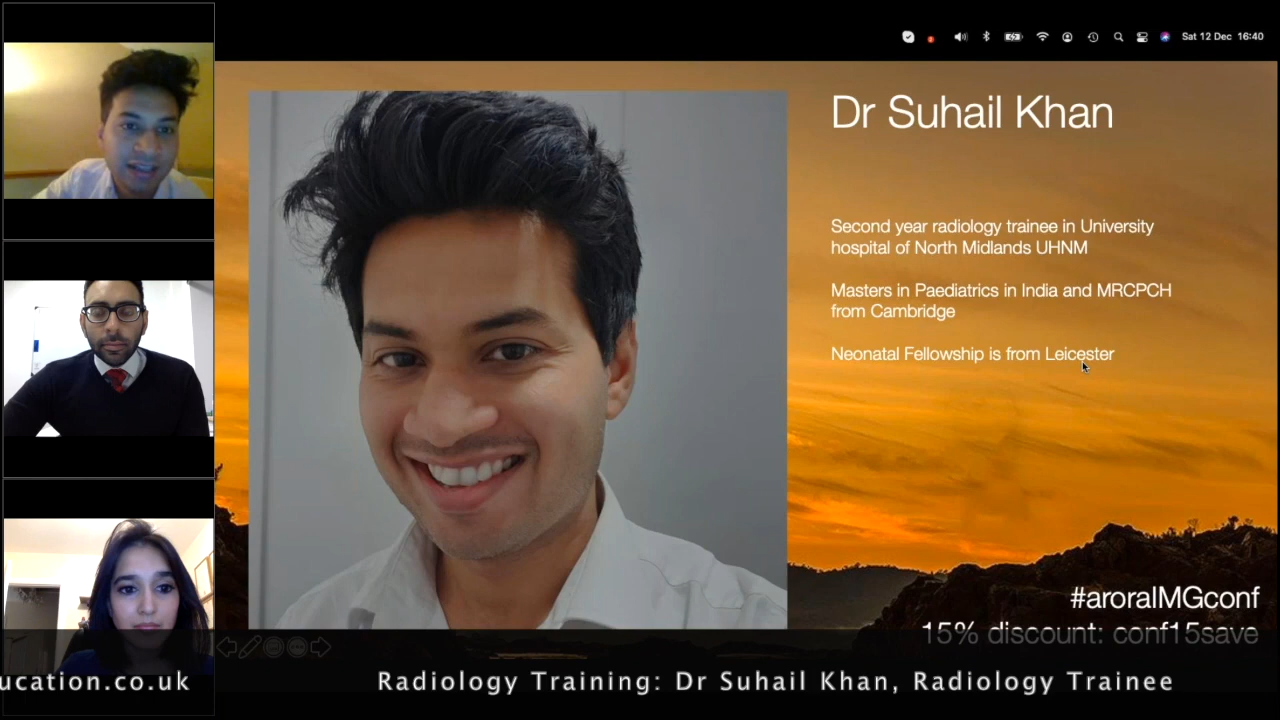 Sat 12 Dec 16:40
Dr Suhail Khan
Second year radiology trainee in University
hospital of North Midlands UHNM
Masters in Paediatrics in India and MRCPCH
from Cambridge
Neonatal Fellowship is from Leicester
#aroraIMGconf
15% discount: conf15save
ucation.co.uk
Radiology Training: Dr Suhail Khan, Radiology Trainee